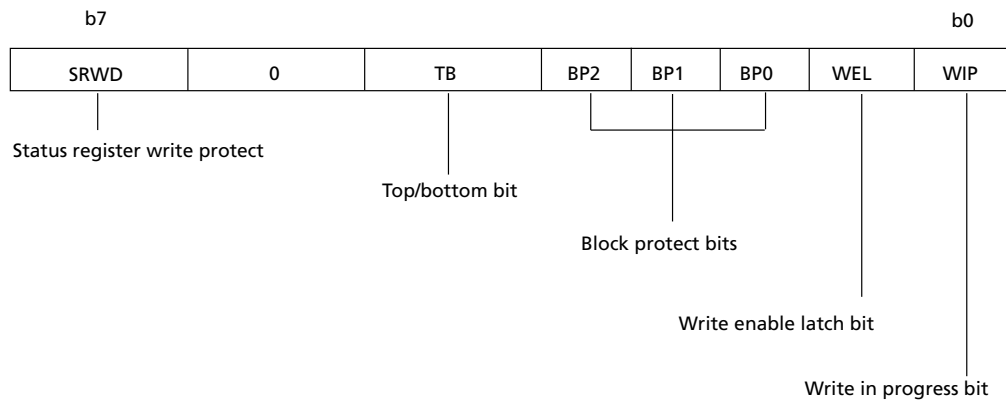 b7 b0
SRWD 0 TB BP2 BP1 BP0 WEL WIP
Status register write protect
Top/bottom bit
Block protect bits
Write enable latch bit
Write in progress bit